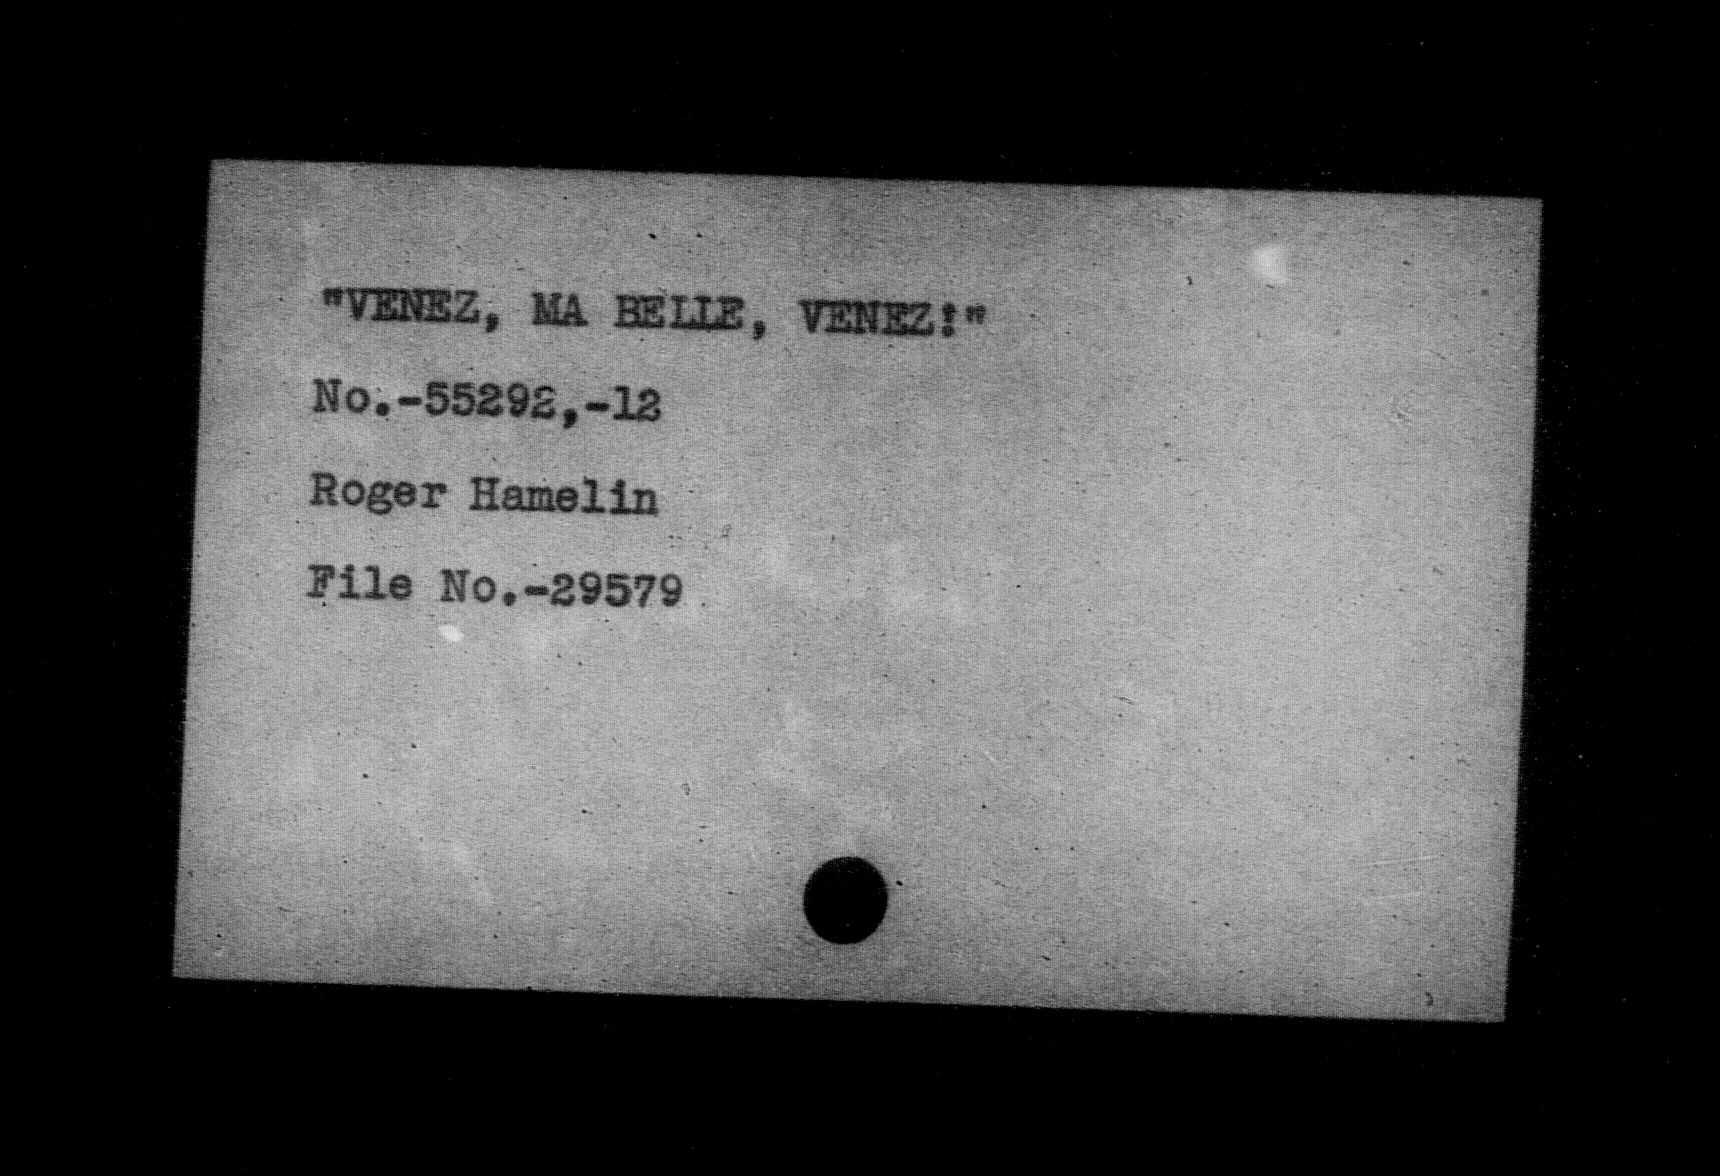 "VENEZ, MA BELLE, VENEZ!"
No.-55292,-12
Roger Hamelin
File No.-29579